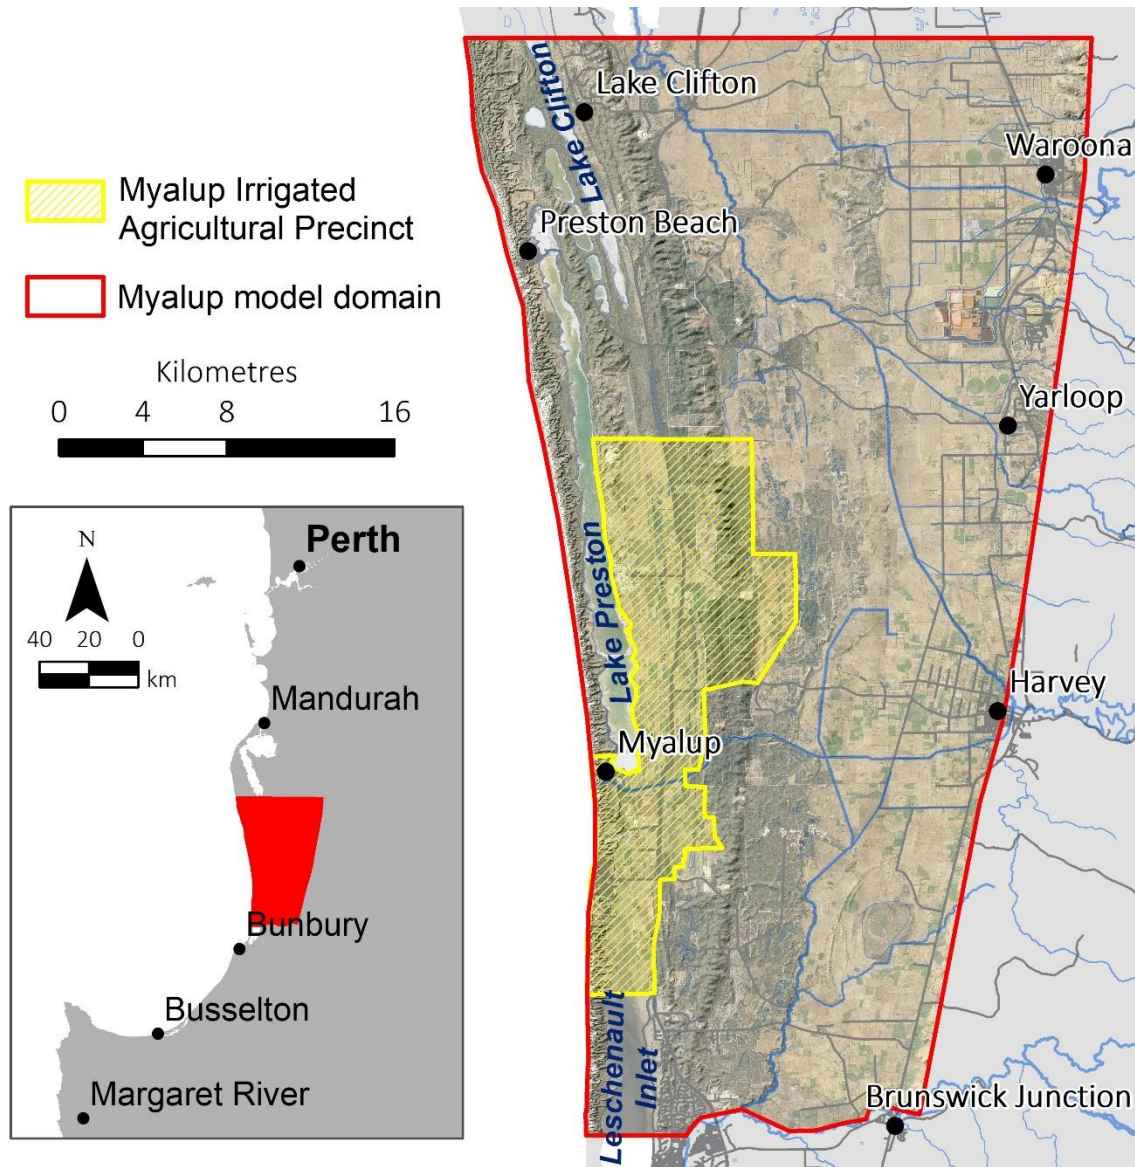 Myalup Irrigated
Agricultural Precinct
Myalup model domain
Kilometres
0 4 8 16
N
40 20 0
km
Perth
Mandurah
Bunbury
Busselton
Margaret River
Lake Clifton
Lake Clifton
Waroona
Preston Beach
Yarloop
Lake Preston
Harvey
Myalup
Leschenault
Inlet
Brunswick Junction